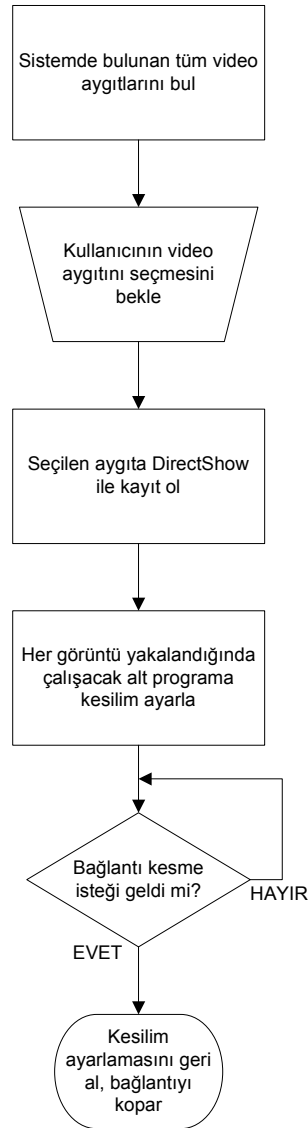 Sistemde bulunan tüm video
aygıtlarını bul
Kullanıcının video
aygıtını seçmesini
bekle
Seçilen aygıta DirectShow
ile kayıt ol
Her görüntü yakalandığında
çalışacak alt programa
kesilim ayarla
Bağlantı kesme
isteği geldi mi?
HAYIR
EVET
Kesilim
ayarlamasını geri
al, bağlantıyı
kopar